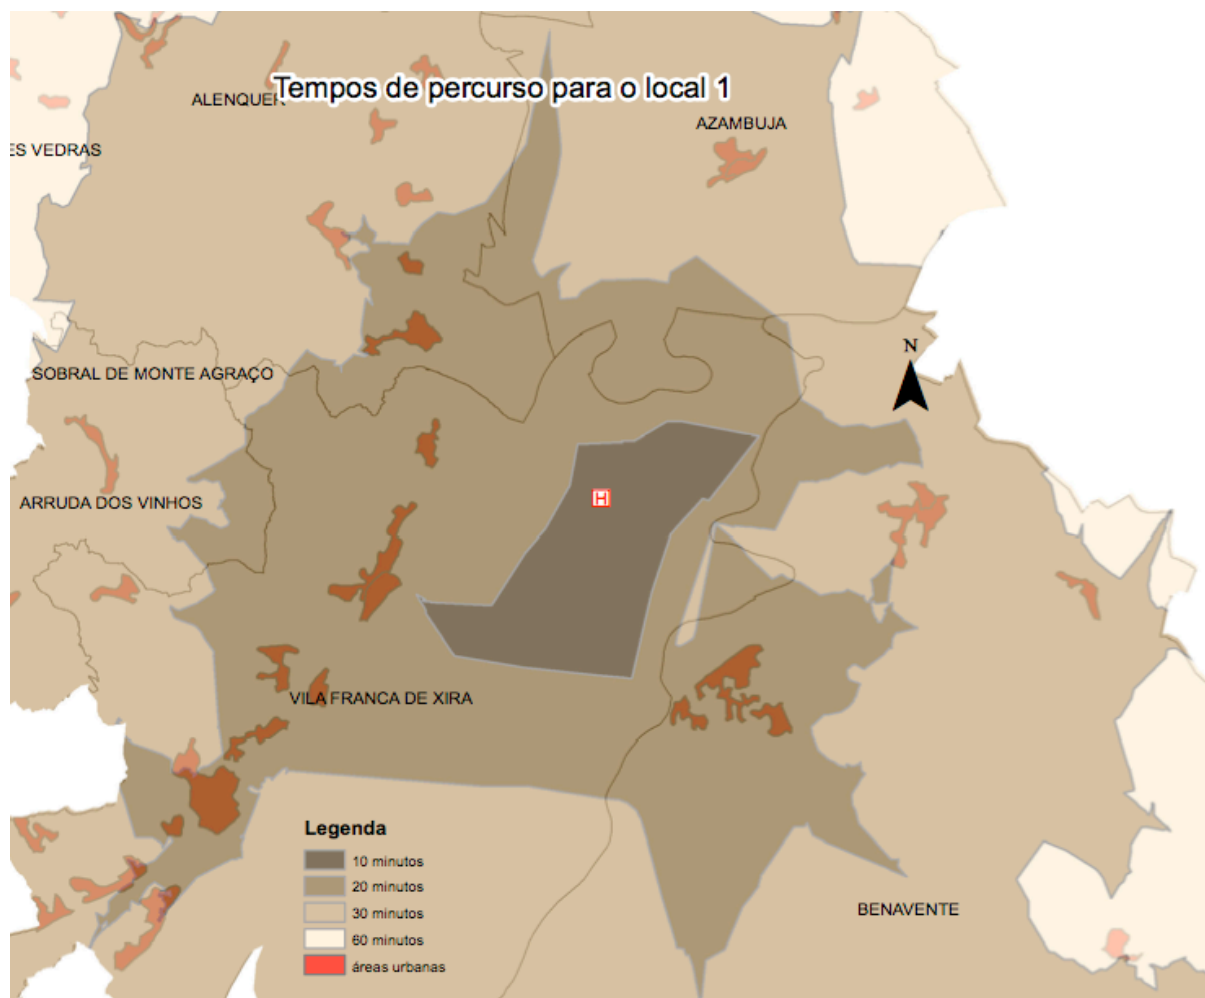 Tempos de percurso para o local 1
ALENQUER
AZAMBUJA
ES VEDRAS
N
SOBRAL DE MONTE AGRAÇO
H
ARRUDA DOS VINHOS
VILA FRANCA DE XIRA
Legenda
10 minutos
20 minutos
30 minutos
60 minutos
áreas urbanas
BENAVENTE